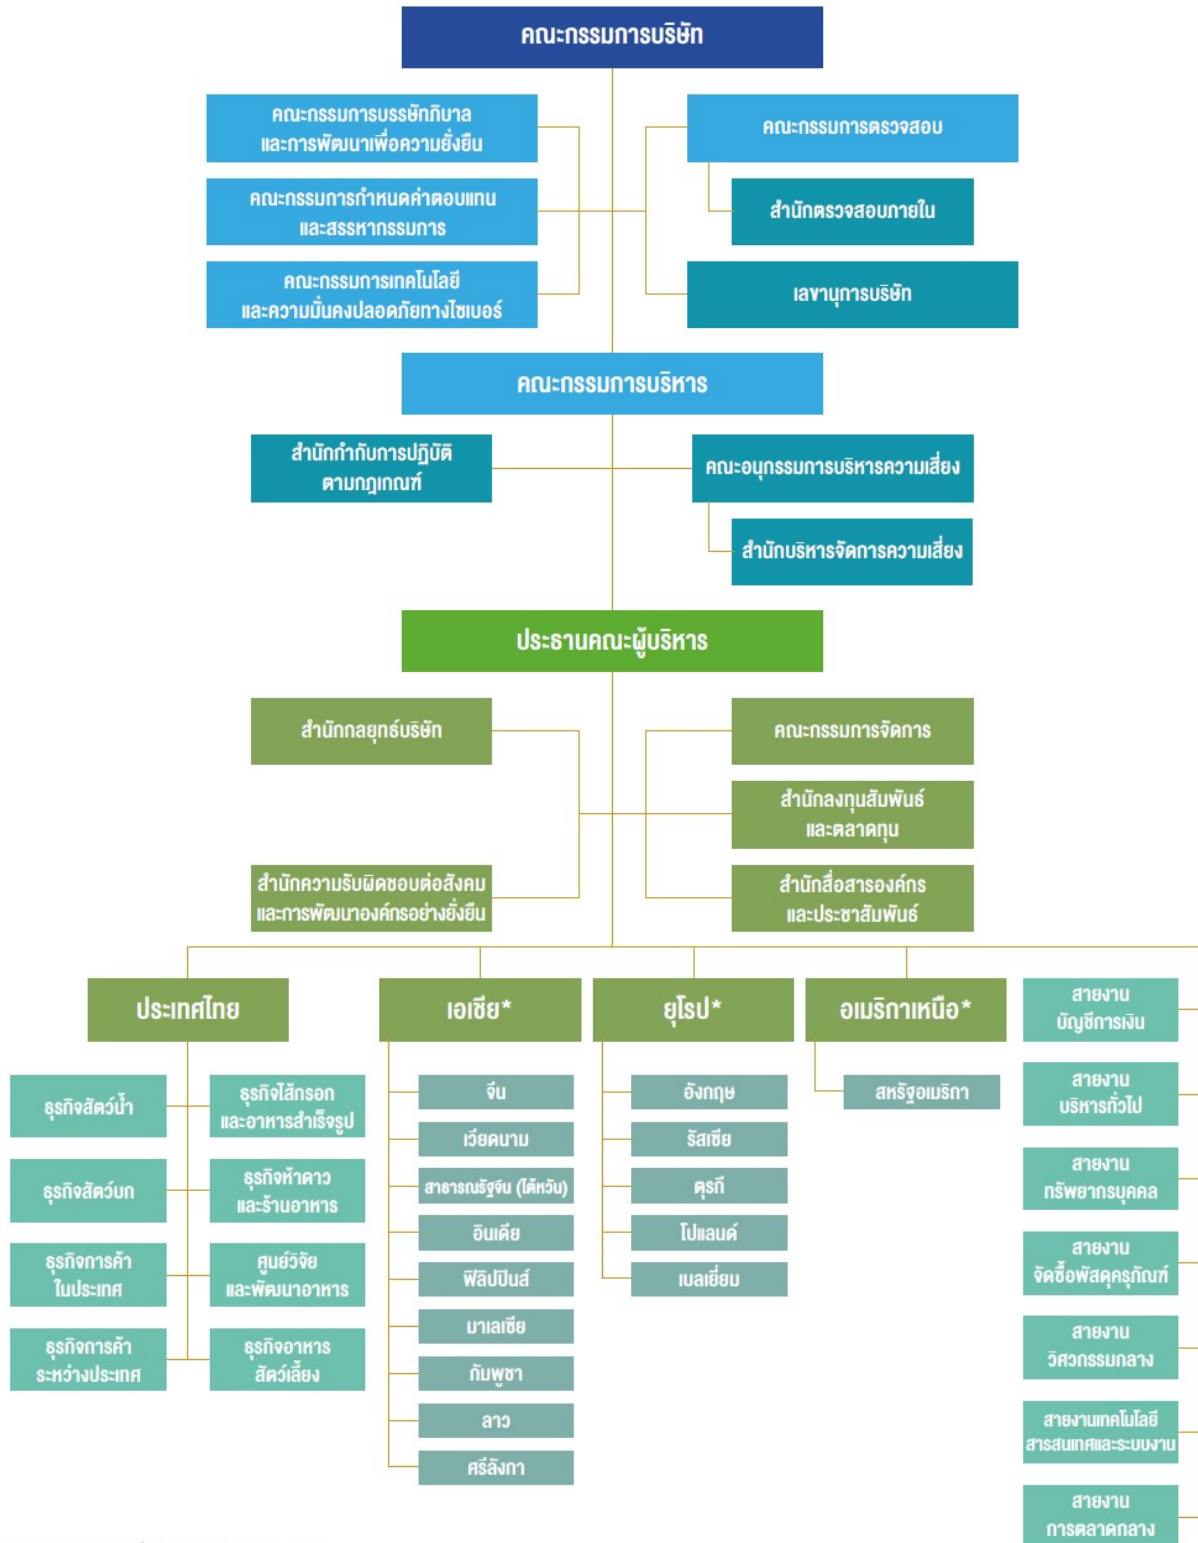 คณะกรรมการบริษัท
คณะกรรมการบรรษัทภิบาล
และการพัฒนาเพื่อความยั่งยืน
คณะกรรมการตรวจสอบ
คณะกรรมการกำหนดค่าตอบแทน
และสรรหากรรมการ
สำนักตรวจสอบภายใน
คณะกรรมการเทคโนโลยี
และความมั่นคงปลอดภัยทางไซเบอร์
เลขานุการบริษัท
คณะกรรมการบริหาร
สำนักกำกับการปฏิบัติ
ตามกฎเกณฑ์
คณะอนุกรรมการบริหารความเสี่ยง
สำนักบริหารจัดการความเสี่ยง
ประธานคณะผู้บริหาร
สำนักกลยุทธ์บริษัท
คณะกรรมการจัดการ
สำนักลงทุนสัมพันธ์
และตลาดทุน
สำนักความรับผิดชอบต่อสังคม
และการพัฒนาองค์กรอย่างยั่งยืน
สำนักสื่อสารองค์กร
และประชาสัมพันธ์
ประเทศไทย
ธุรกิจสัตว์น้ำ
ธุรกิจไส้กรอก
และอาหารสำเร็จรูป
ธุรกิจสัตว์บก
ธุรกิจห้าดาว
และร้านอาหาร
ธุรกิจการค้า
ในประเทศ
ศูนย์วิจัย
และพัฒนาอาหาร
ธุรกิจการค้า
ระหว่างประเทศ
ธุรกิจอาหาร
สัตว์เลี้ยง
เอเชีย*
จีน
เวียดนาม
สาธารณรัฐจีน (ไต้หวัน)
อินเดีย
ฟิลิปปินส์
มาเลเซีย
กัมพูชา
ลาว
ศรีลังกา
ยุโรป*
อังกฤษ
รัสเซีย
ตุรกี
โปแลนด์
เบลเยี่ยม
อเมริกาเหนือ*
สหรัฐอเมริกา
สายงาน
บัญชีการเงิน
สายงาน
บริหารทั่วไป
สายงาน
ทรัพยากรบุคคล
สายงาน
จัดซื้อพัสดุครุภัณฑ์
สายงาน
วิศวกรรมกลาง
สายงานเทคโนโลยี
สารสนเทศและระบบงาน
สายงาน
การตลาดกลาง